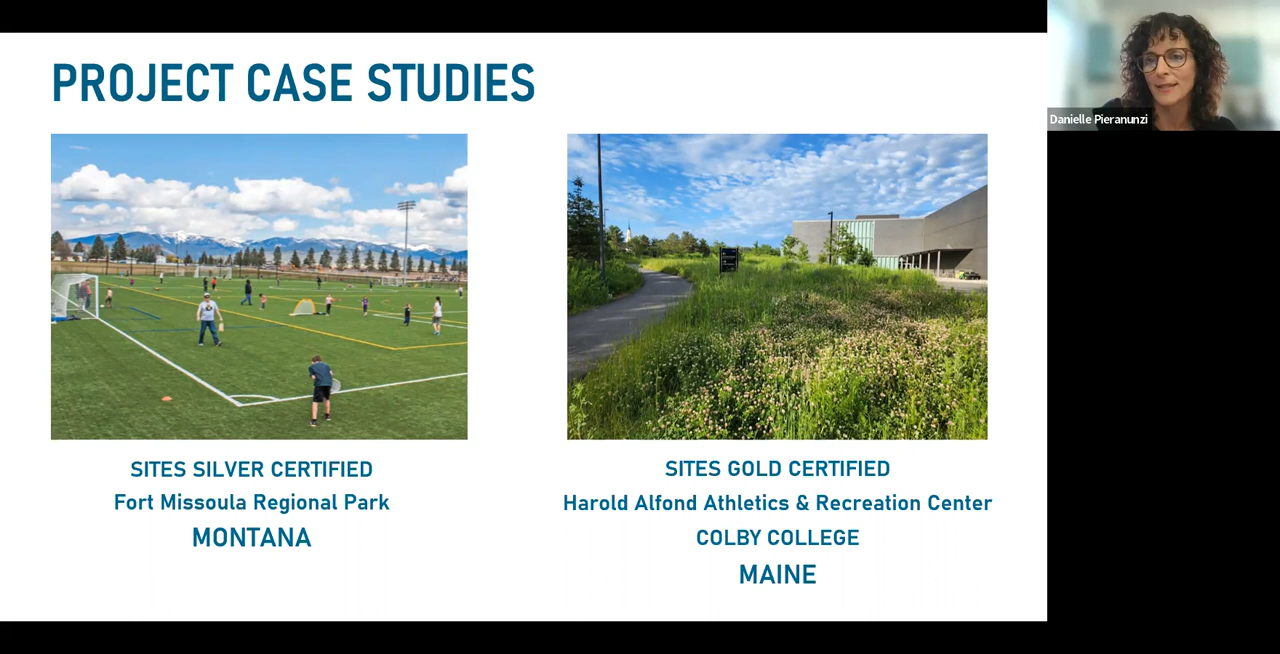 PROJECT CASE STUDIES
Danielle Pieranunzi
SITES SILVER CERTIFIED
Fort Missoula Regional Park
MONTANA
SITES GOLD CERTIFIED
Harold Alfond Athletics & Recreation Center
COLBY COLLEGE
MAINE